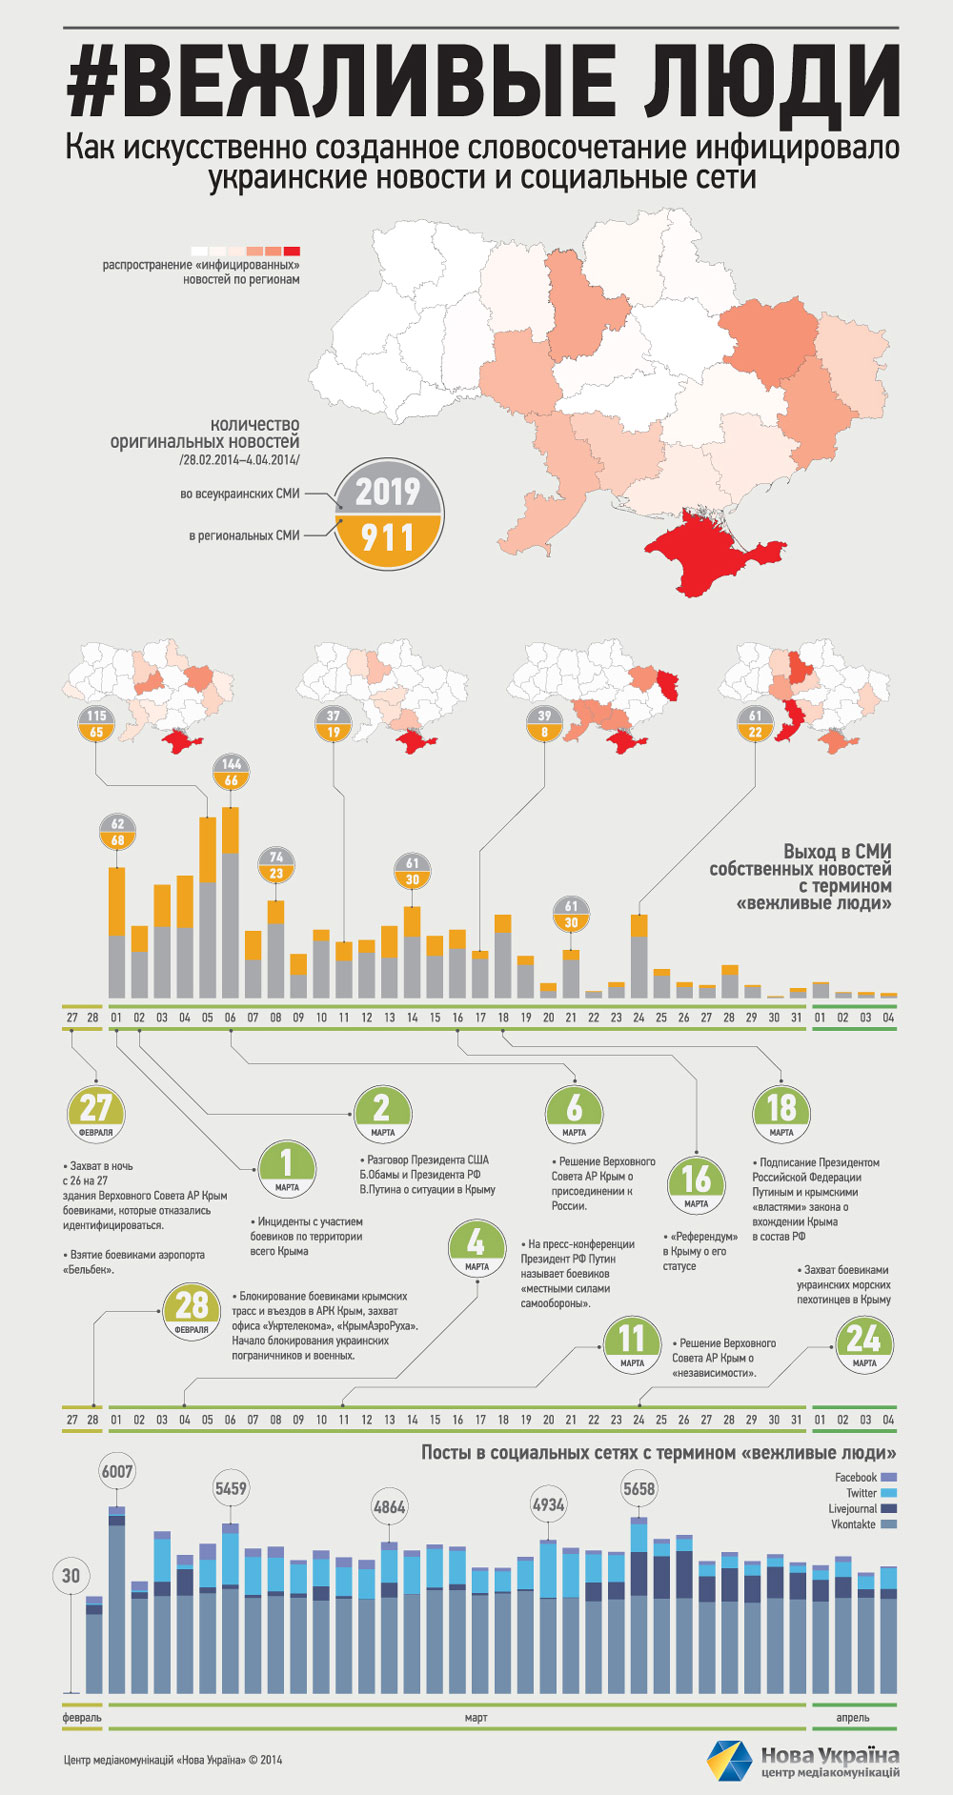 #ВЕЖЛИВЫЕ ЛЮДИ
Как искусственно созданное словосочетание инфицировало
украинские новости и социальные сети
распространение «инфицированных»
новостей по регионам
количество
оригинальных новостей
/28.02.2014–4.04.2014/
во всеукраинских СМИ
2019
в региональных СМИ
911
115
65
37
19
39
8
61
22
144
66
62
68
74
23
61
30
61
30
Выход в СМИ
собственных новостей
с термином
«вежливые люди»
27 28 01 02 03 04 05 06 07 08 09 10 11 12 13 14 15 16 17 18 19 20 21 22 23 24 25 26 27 28 29 30 31 01 02 03 04
27
ФЕВРАЛЯ
• Захват в ночь
с 26 на 27
здания Верховного Совета АР Крым
боевиками, которые отказались
идентифицироваться.
• Взятие боевиками аэропорта
«Бельбек».
1
МАРТА
• Инциденты с участием
боевиков по территории
всего Крыма
2
МАРТА
• Разговор Президента США
Б.Обамы и Президента РФ
В.Путина о ситуации в Крыму
6
МАРТА
• Решение Верховного
Совета АР Крым о
присоединении к
России.
16
МАРТА
• «Референдум»
в Крыму о его
статусе
18
МАРТА
• Подписание Президентом
Российской Федерации
Путиным и крымскими
«властями» закона о
вхождении Крыма
в состав РФ
4
МАРТА
• На пресс-конференции
Президент РФ Путин
называет боевиков
«местными силами
самообороны».
• Захват боевиками
украинских морских
пехотинцев в Крыму
28
ФЕВРАЛЯ
• Блокирование боевиками крымских
трасс и въездов в АРК Крым, захват
офиса «Укртелекома», «КрымАэроРуха».
Начало блокирования украинских
пограничников и военных.
11
МАРТА
• Решение Верховного
Совета АР Крым о
«независимости».
24
МАРТА
27 28 01 02 03 04 05 06 07 08 09 10 11 12 13 14 15 16 17 18 19 20 21 22 23 24 25 26 27 28 29 30 31 01 02 03 04
Посты в социальных сетях с термином «вежливые люди»
Facebook
Twitter
Livejournal
Vkontakte
30
6007
5459
4864
4934
5658
февраль
март
апрель
Центр медіакомунікацій «Нова Україна» © 2014
Нова Україна
центр медіакомунікацій